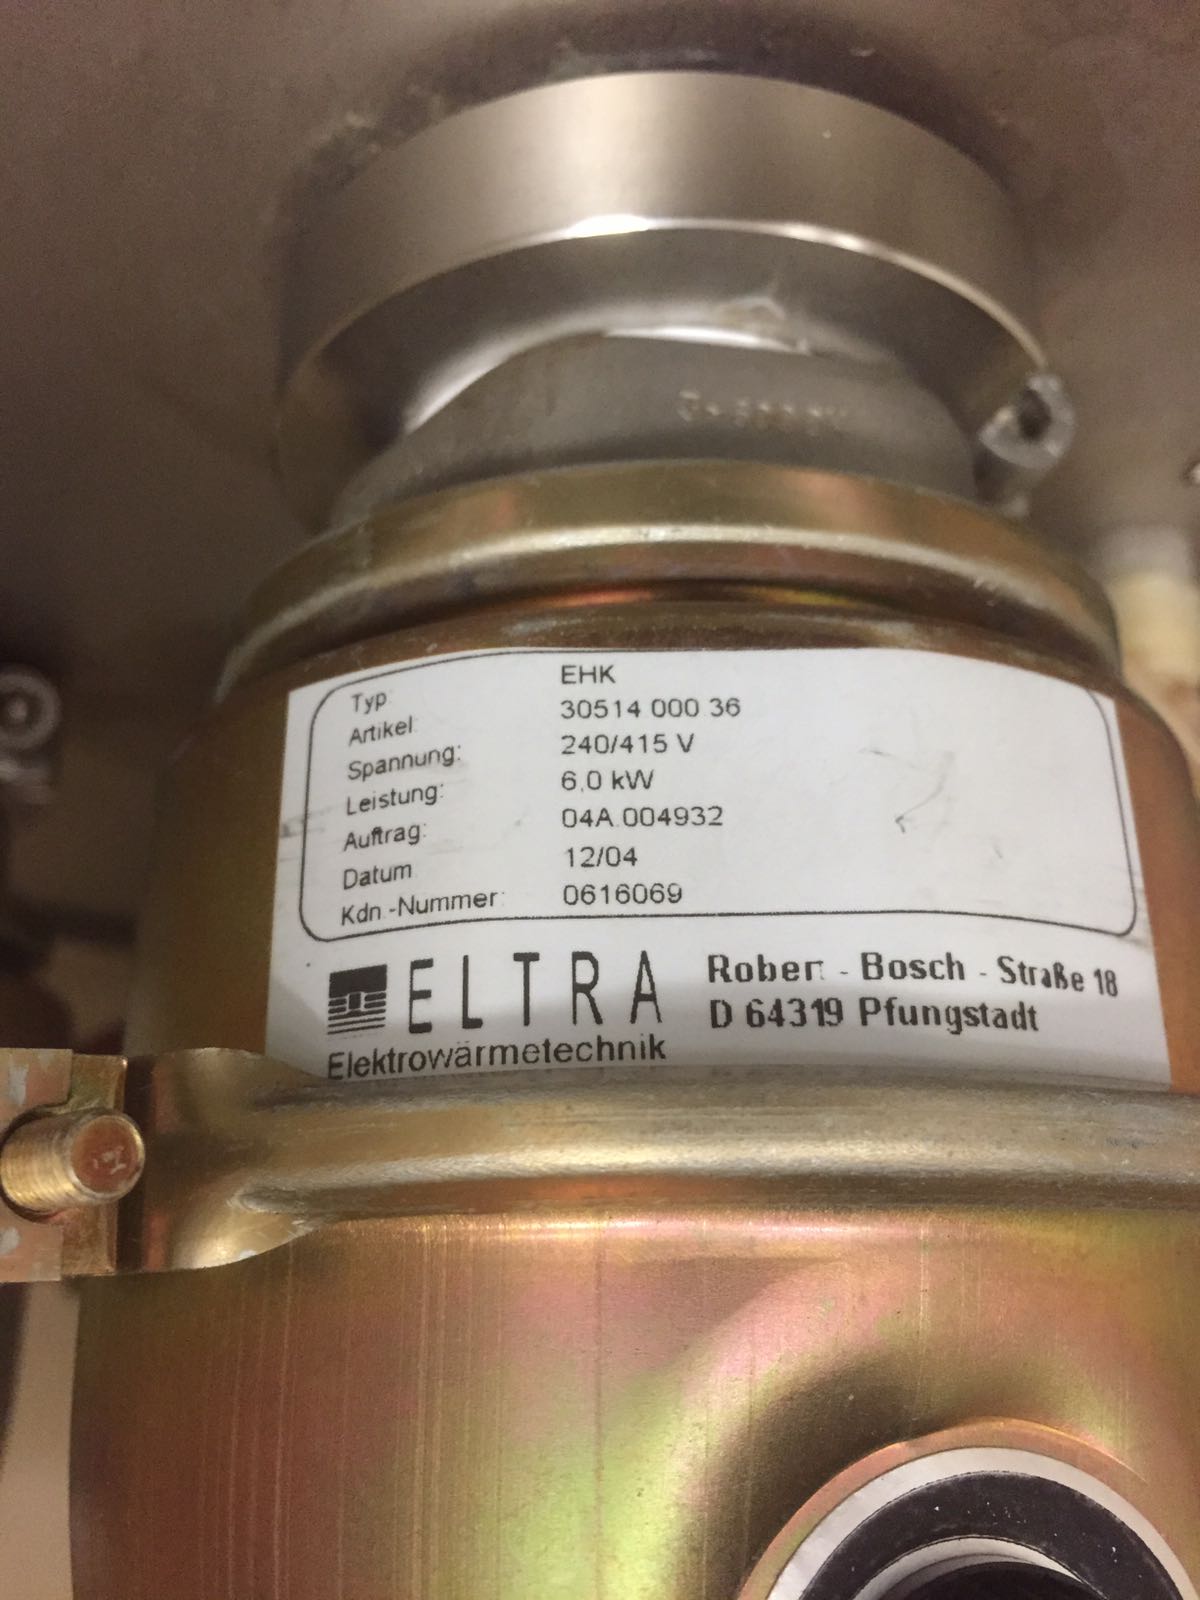 Typ: EHK
Artikel: 30514 000 36
Spannung: 240/415 V
Leistung: 6,0 kW
Auftrag: 04A.004932
Datum 12/04
Kdn.-Nummer: 0616069
ELTRA
Elektrowärmetechnik
Robert - Bosch - Straße 18
D 64319 Pfungstadt